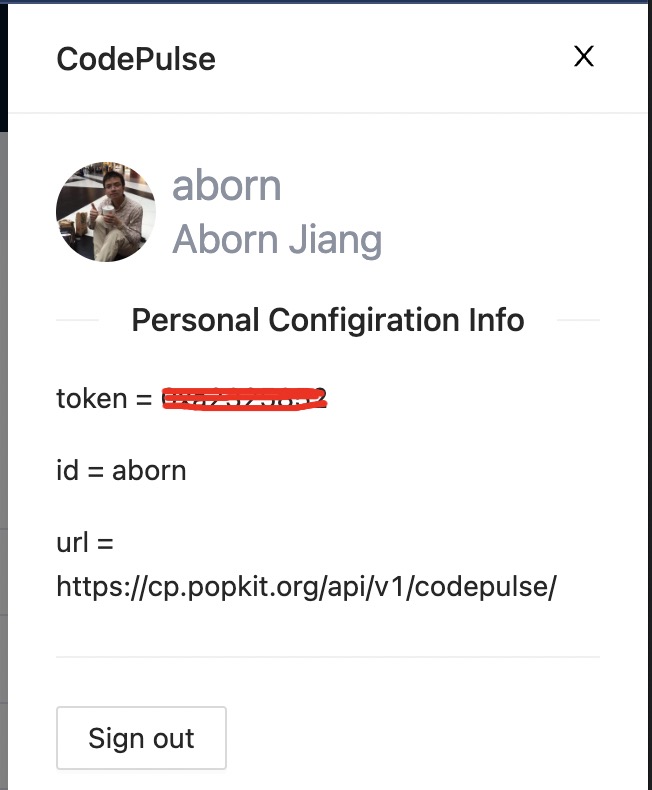 CodePulse
X
aborn
Aborn Jiang
Personal Configiration Info
token =
id = aborn
url =
https://cp.popkit.org/api/v1/codepulse/
Sign out